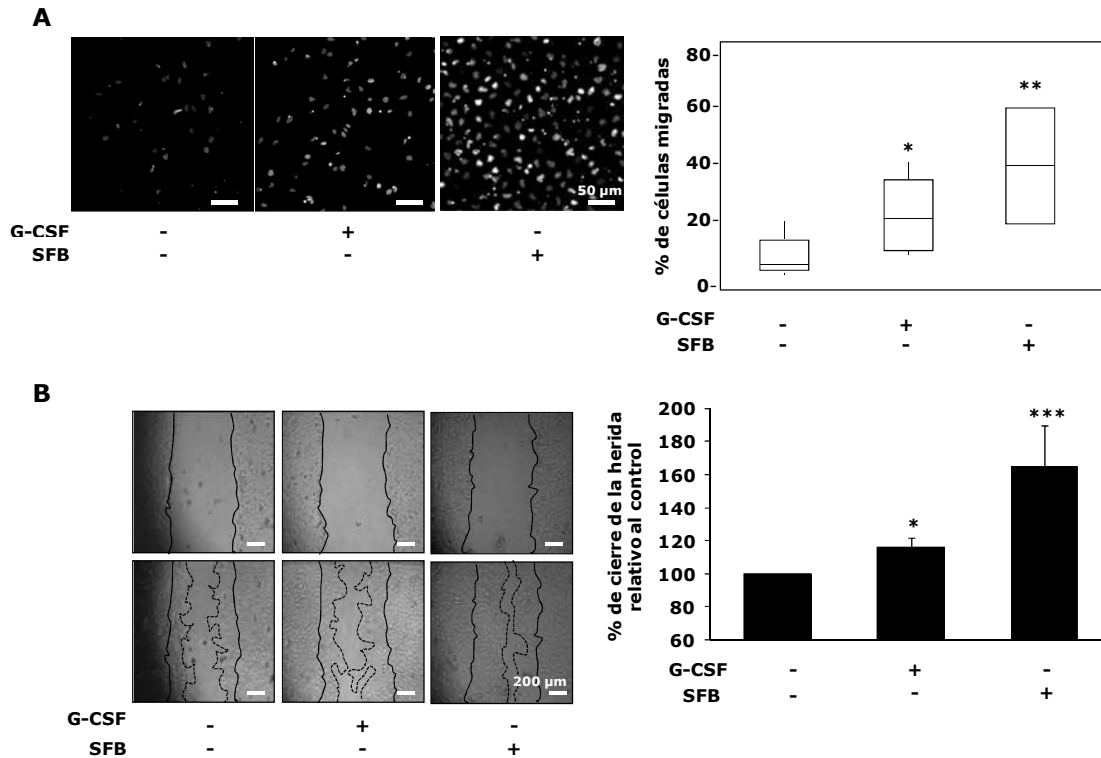 A
50 μm
G-CSF - + -
SFB - - +
% de células migradas
80
60
40
20
0
*
**
G-CSF - + -
SFB - - +
B
200 μm
G-CSF - + -
SFB - - +
% de cierre de la herida
relativo al control
200
180
160
140
120
100
80
60
*
***
G-CSF - + -
SFB - - +